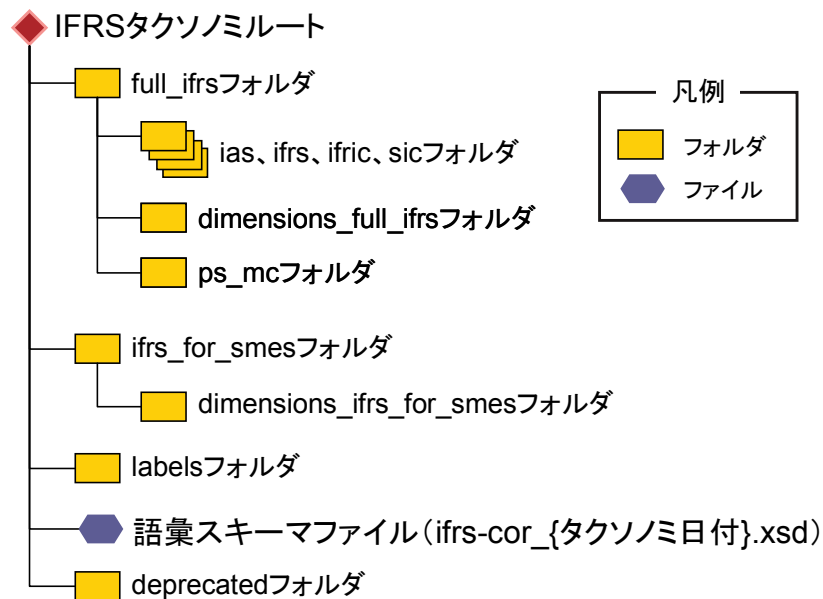 IFRSタクソノミルート
full_ifrsフォルダ
凡例
フォルダ
ファイル
ias、ifrs、ifric、sicフォルダ
dimensions_full_ifrsフォルダ
ps_mcフォルダ
ifrs_for_smesフォルダ
dimensions_ifrs_for_smesフォルダ
labelsフォルダ
語彙スキーマファイル（ifrs-cor_{タクソノミ日付}.xsd）
deprecatedフォルダ